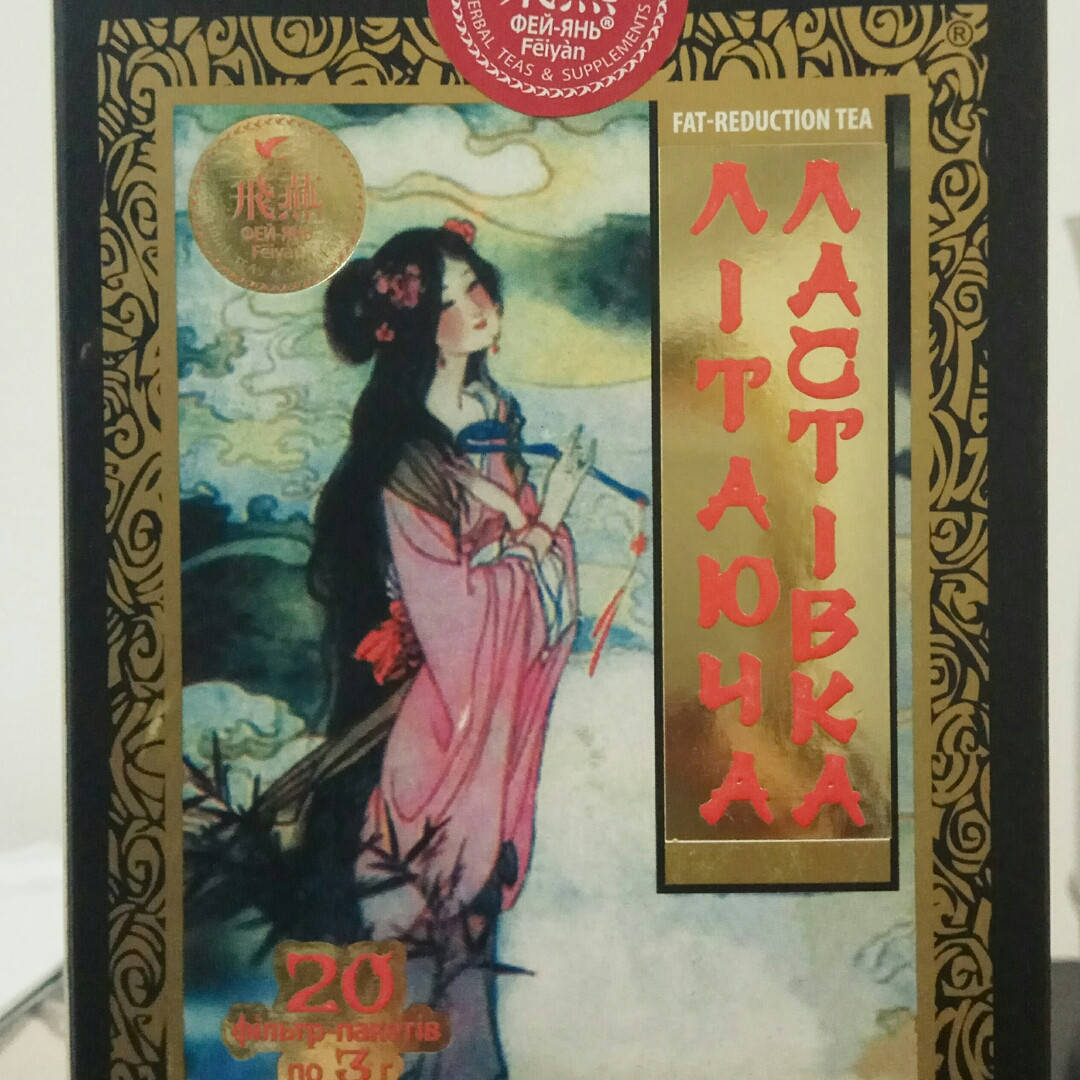 ФЕЙ-ЯНЬ®
Fēiyàn
HERBAL TEAS & SUPPLEMENTS
®
FAT-REDUCTION TEA
飛燕
ФЕЙ-ЯНЬ
Fēiyàn
ЛІТАЮЧА
ЛАСТІВКА
20
фільтр-пакетів
по 3 г